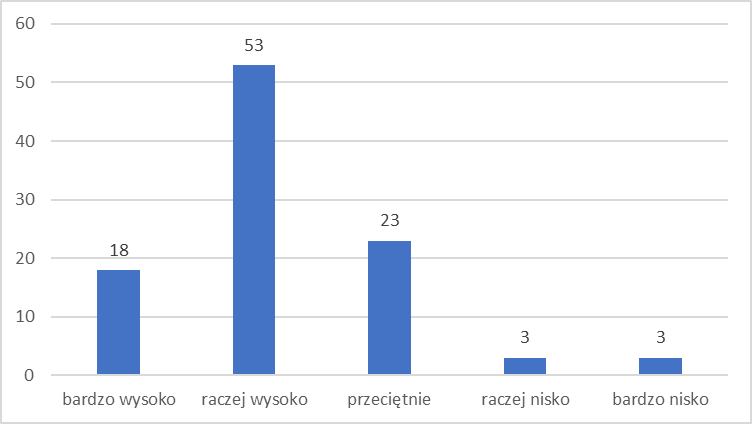 60
50
40
30
20
10
0
18
53
23
3
3
bardzo wysoko
raczej wysoko
przeciętnie
raczej nisko
bardzo nisko